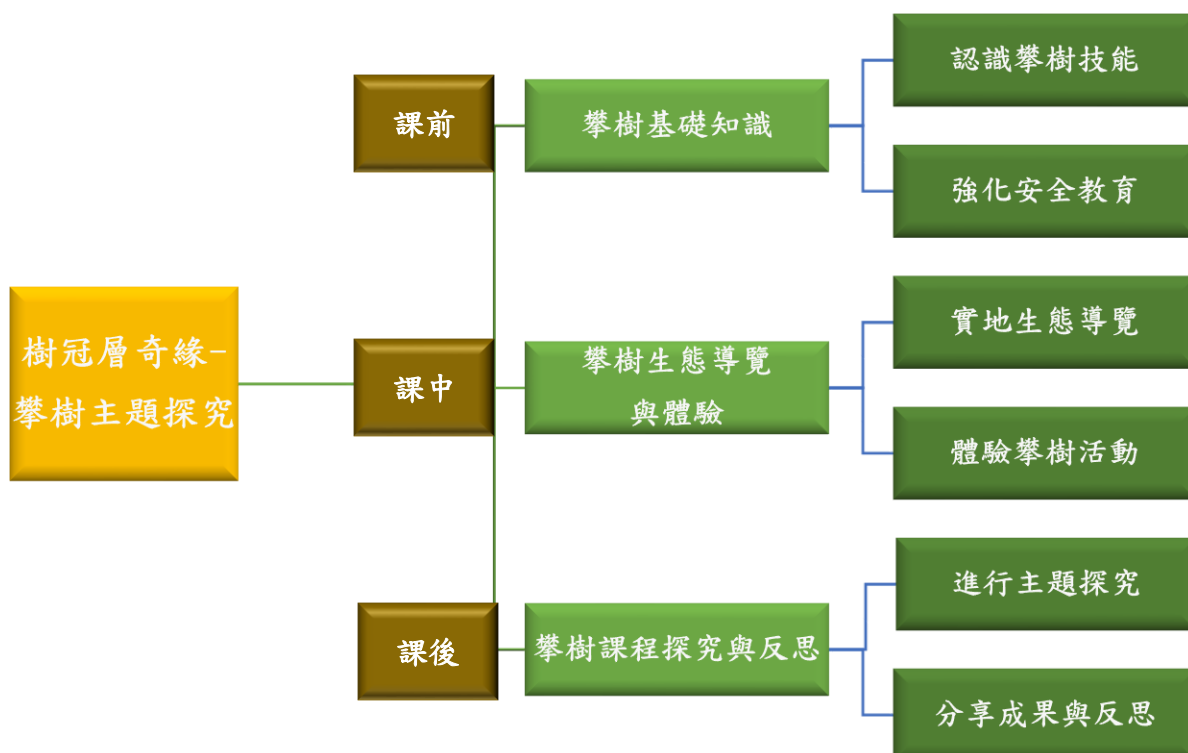 樹冠層奇緣-
攀樹主題探究
課前
攀樹基礎知識
認識攀樹技能
強化安全教育
課中
攀樹生態導覽
與體驗
實地生態導覽
體驗攀樹活動
課後
攀樹課程探究與反思
進行主題探究
分享成果與反思